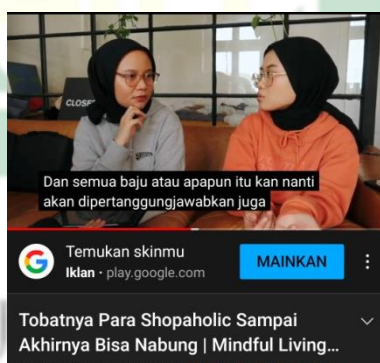 CLOSE
Dan semua baju atau apapun itu kan nanti
akan dipertanggungjawabkan juga
G
Temukan skinmu
Iklan · play.google.com
MAINKAN
Tobatnya Para Shopaholic Sampai
Akhirnya Bisa Nabung | Mindful Living...